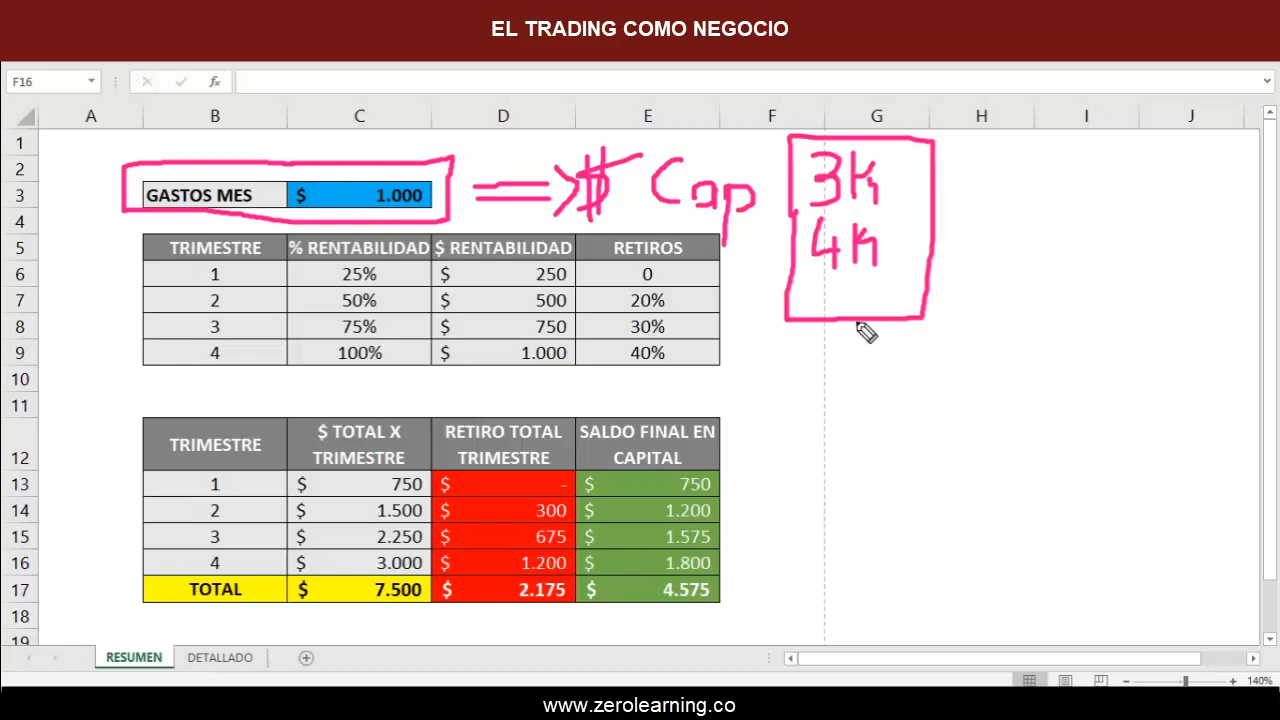 EL TRADING COMO NEGOCIO
F16 fx
A B C D E F G H I J
1
2
3 GASTOS MES $ 1.000 => $ Cap 3K
4 4K
5 TRIMESTRE % RENTABILIDAD $ RENTABILIDAD RETIROS
6 1 25% $ 250 0
7 2 50% $ 500 20%
8 3 75% $ 750 30%
9 4 100% $ 1.000 40%
10
11
12 TRIMESTRE $ TOTAL X TRIMESTRE RETIRO TOTAL TRIMESTRE SALDO FINAL EN CAPITAL
13 1 $ 750 $ - $ 750
14 2 $ 1.500 $ 300 $ 1.200
15 3 $ 2.250 $ 675 $ 1.575
16 4 $ 3.000 $ 1.200 $ 1.800
17 TOTAL $ 7.500 $ 2.175 $ 4.575
18
19
RESUMEN DETALLADO
140%
www.zerolearning.co